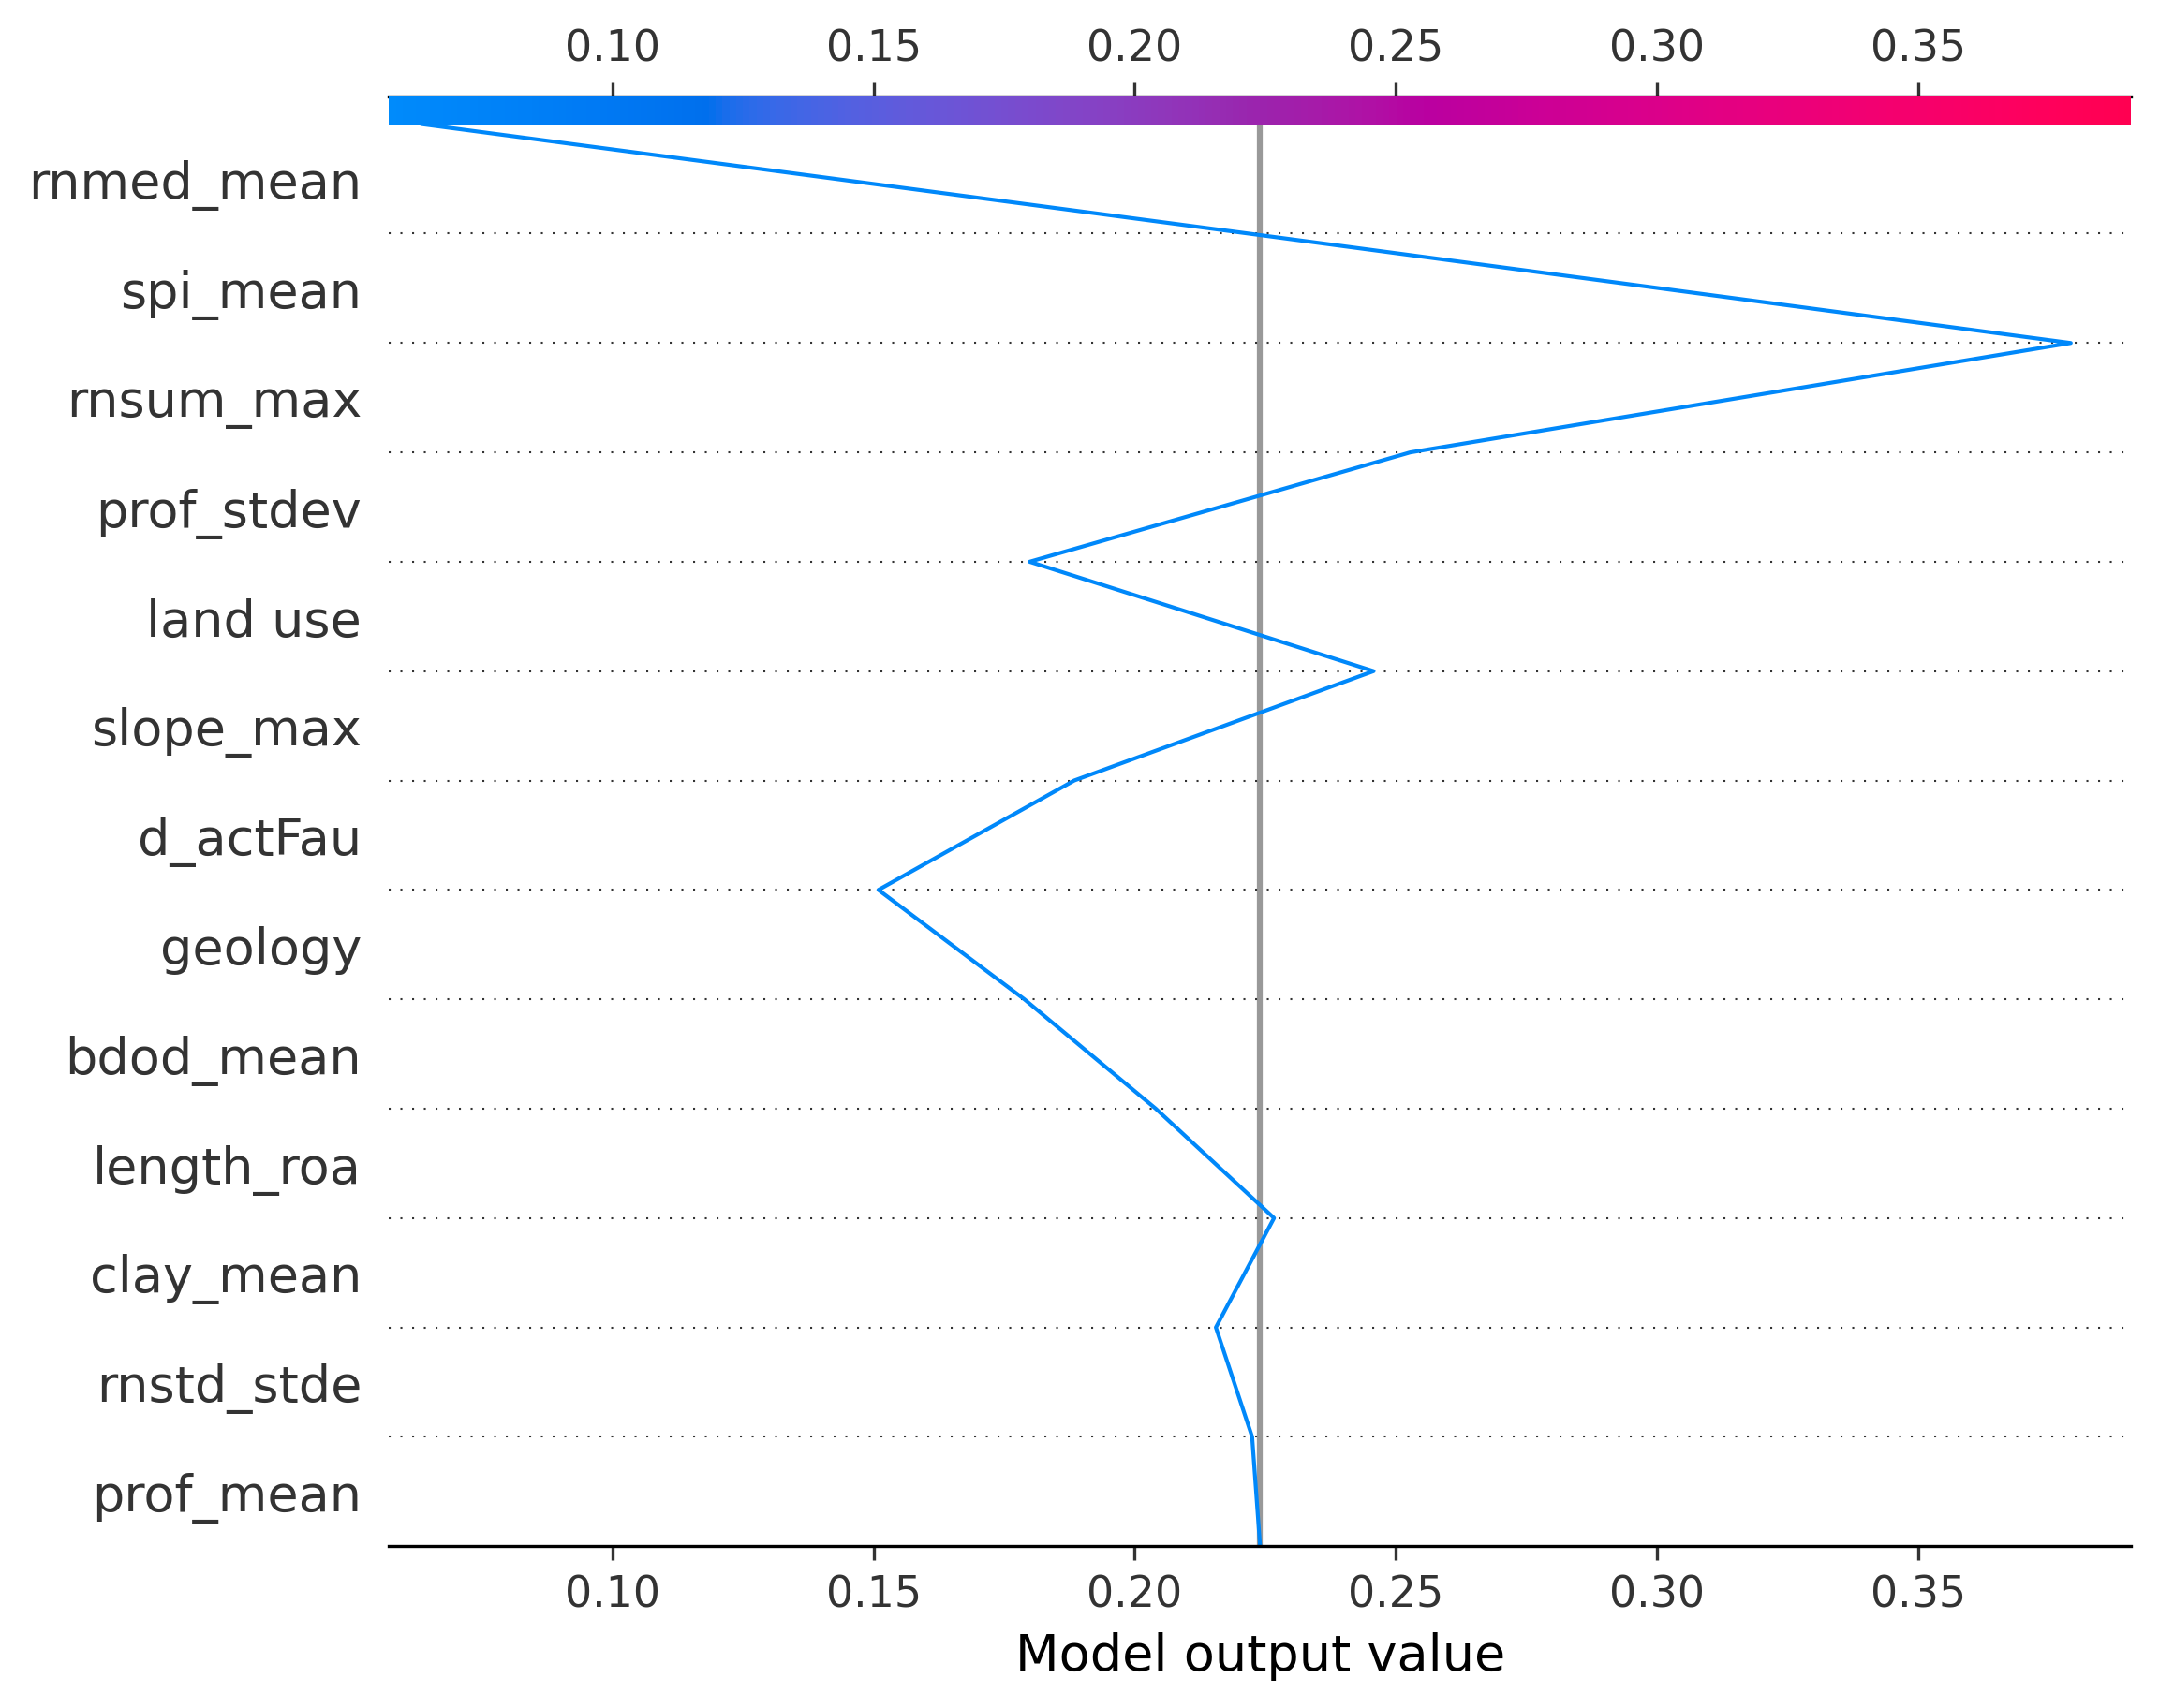 0.10 0.15 0.20 0.25 0.30 0.35
rnmed_mean
spi_mean
rnsum_max
prof_stdev
land use
slope_max
d_actFau
geology
bdod_mean
length_roa
clay_mean
rnstd_stde
prof_mean
0.10 0.15 0.20 0.25 0.30 0.35
Model output value